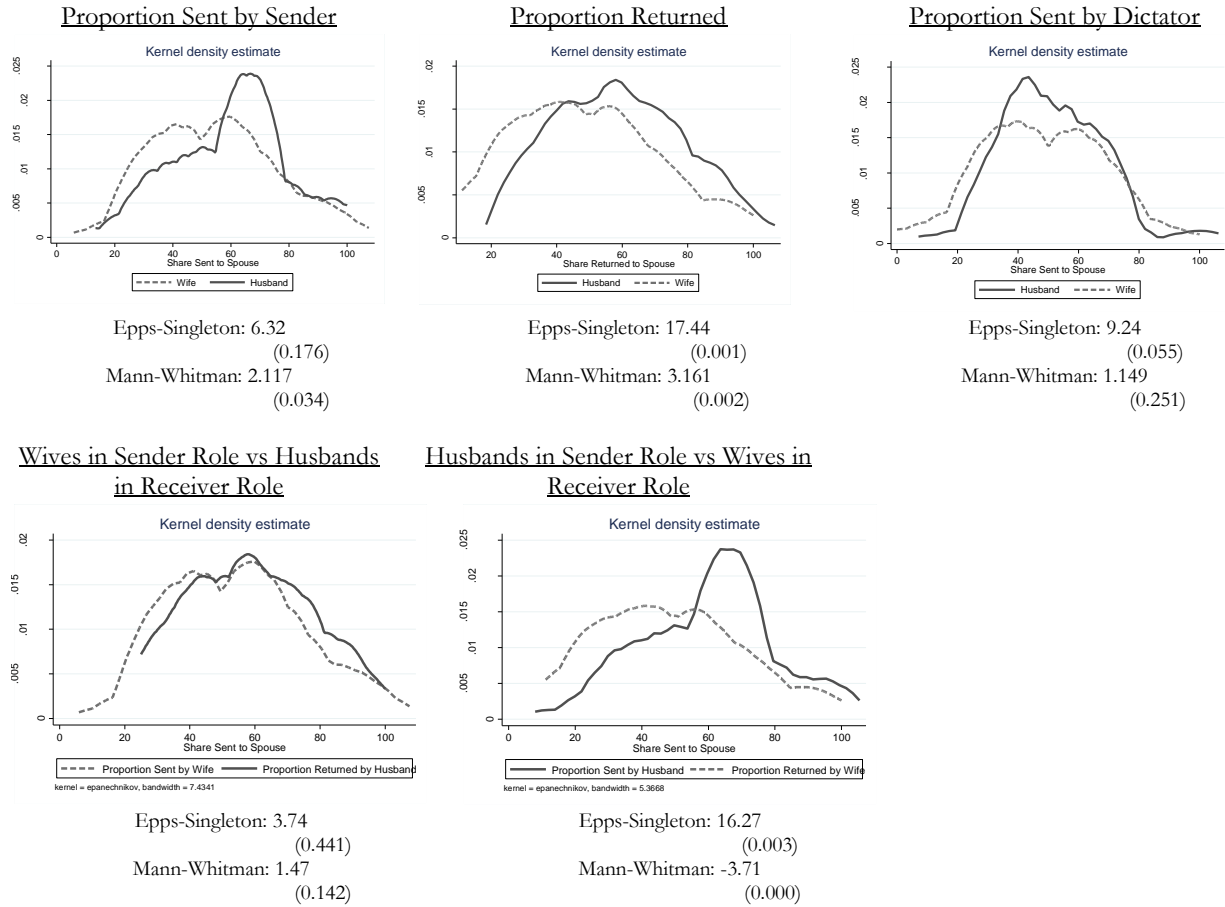 Proportion Sent by Sender
Kernel density estimate
.025
.02
.015
.01
.005
0
0 20 40 60 80 100
Share Sent to Spouse
Wife Husband
Epps-Singleton: 6.32
(0.176)
Mann-Whitman: 2.117
(0.034)
Proportion Returned
Kernel density estimate
.02
.015
.01
.005
0
20 40 60 80 100
Share Returned to Spouse
Husband Wife
Epps-Singleton: 17.44
(0.001)
Mann-Whitman: 3.161
(0.002)
Proportion Sent by Dictator
Kernel density estimate
.025
.02
.015
.01
.005
0
0 20 40 60 80 100
Share Sent to Spouse
Husband Wife
Epps-Singleton: 9.24
(0.055)
Mann-Whitman: 1.149
(0.251)
Wives in Sender Role vs Husbands
in Receiver Role
Kernel density estimate
.02
.015
.01
.005
0
0 20 40 60 80 100
Share Sent to Spouse
Proportion Sent by Wife Proportion Returned by Husband
kernel = epanechnikov, bandwidth = 7.4341
Epps-Singleton: 3.74
(0.441)
Mann-Whitman: 1.47
(0.142)
Husbands in Sender Role vs Wives in
Receiver Role
Kernel density estimate
.025
.02
.015
.01
.005
0
0 20 40 60 80 100
Share Sent to Spouse
Proportion Sent by Husband Proportion Returned by Wife
kernel = epanechnikov, bandwidth = 5.3668
Epps-Singleton: 16.27
(0.003)
Mann-Whitman: -3.71
(0.000)